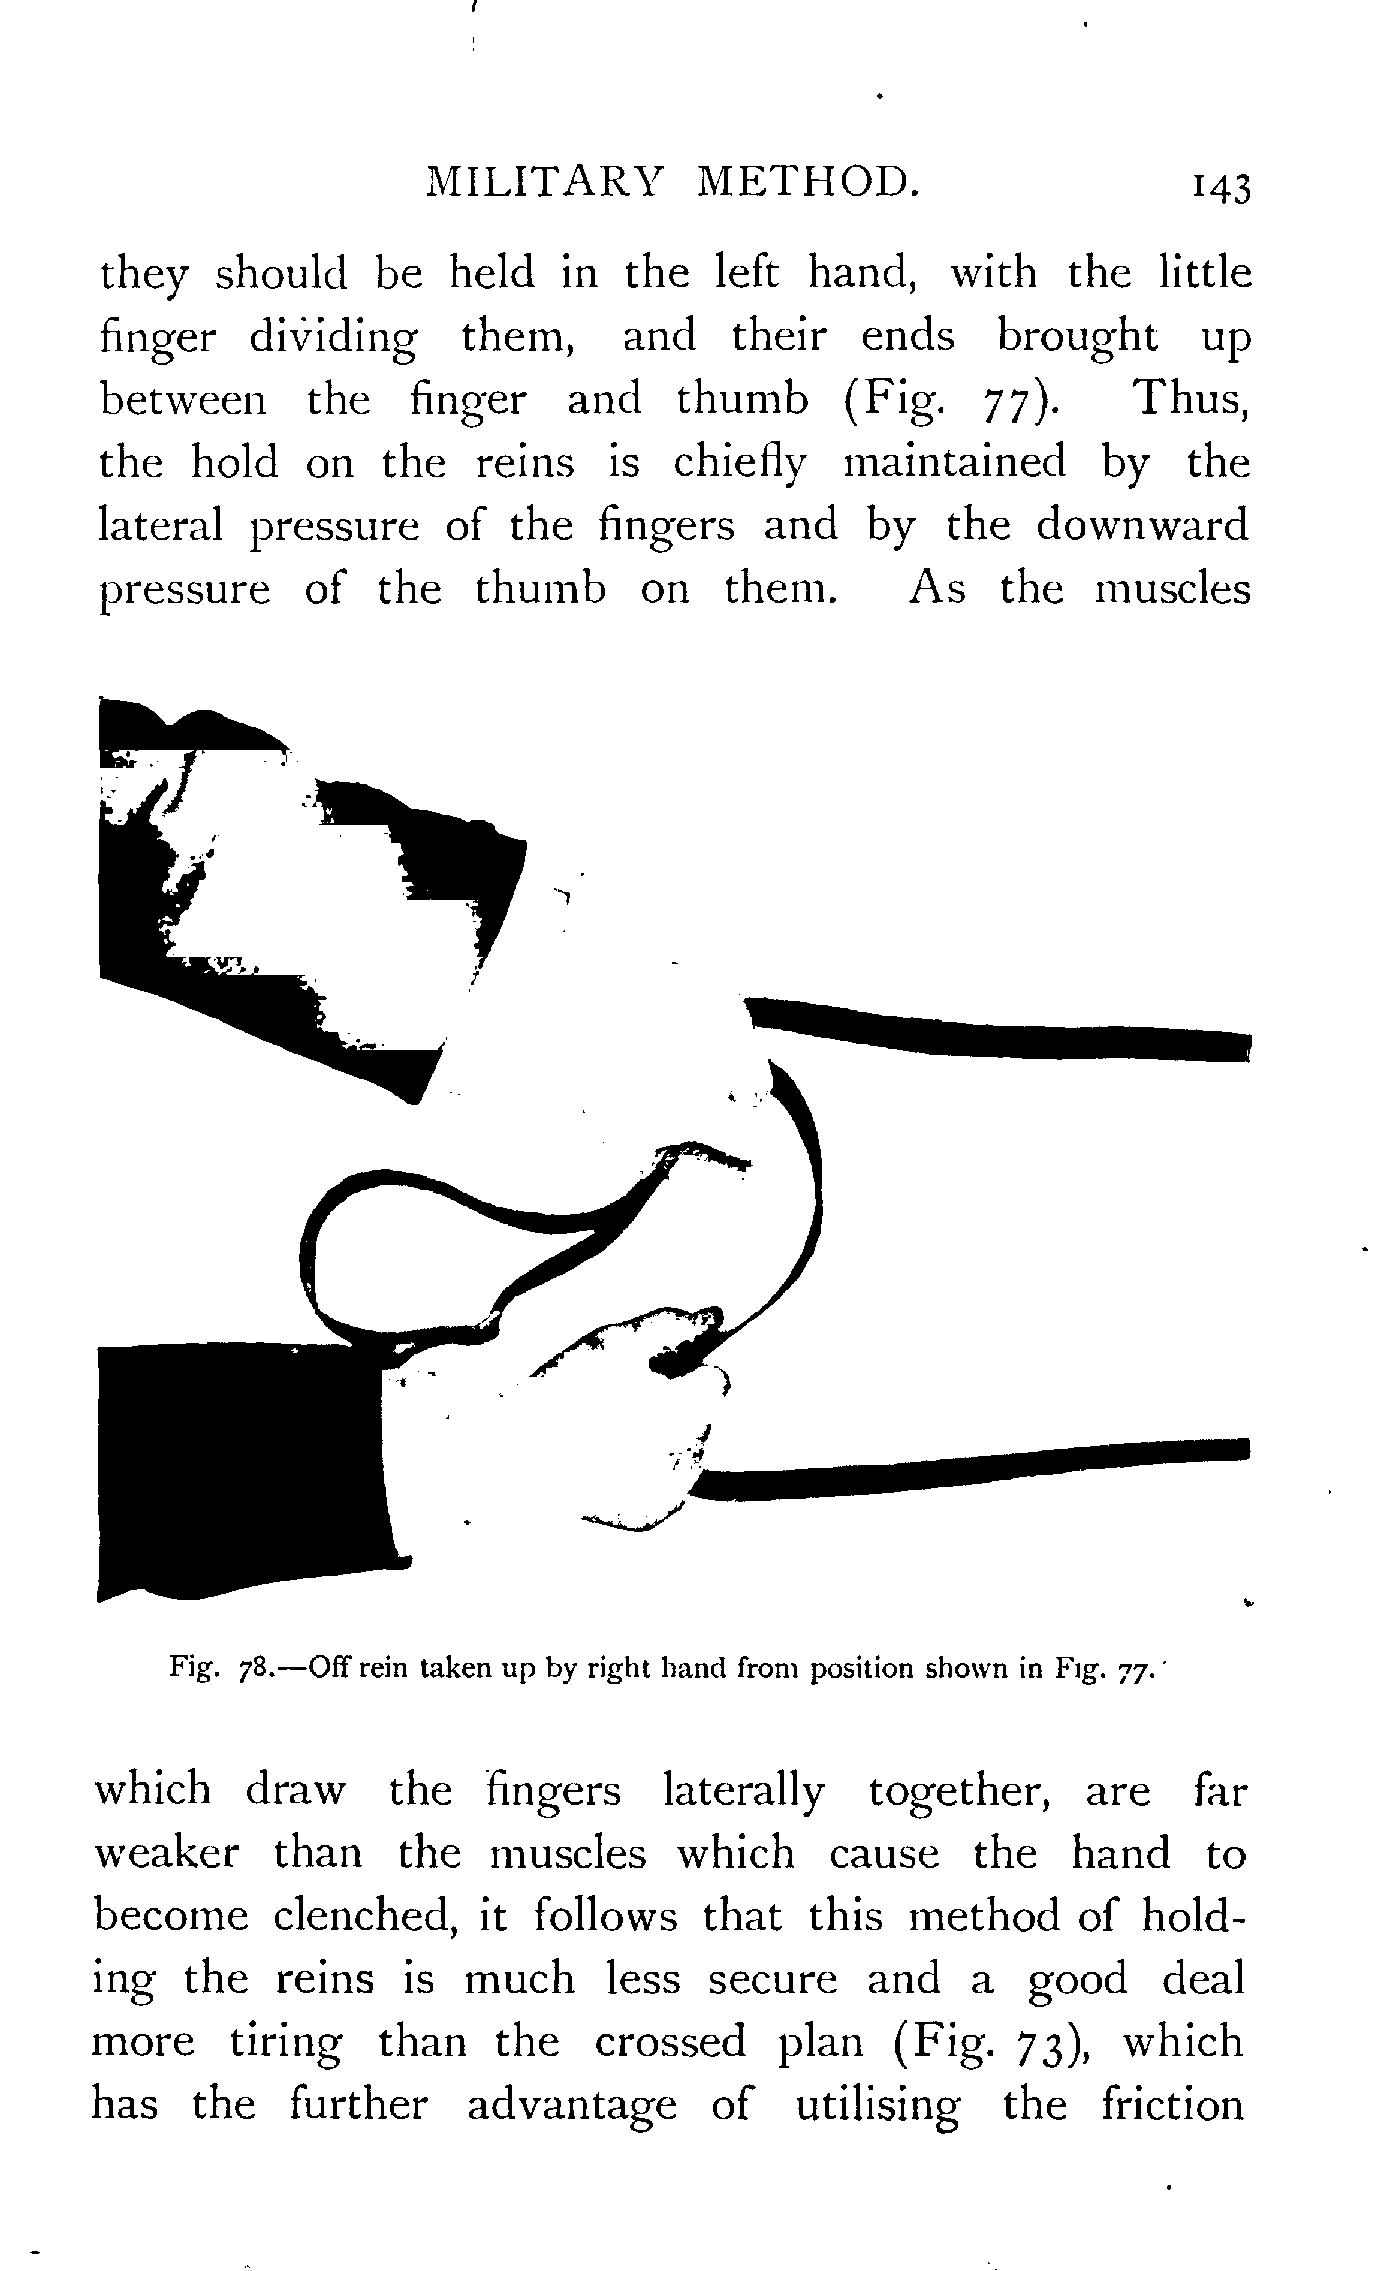 MILITARY METHOD. 143
they should be held in the left hand, with the little
finger dividing them, and their ends brought up
between the finger and thumb (Fig. 77). Thus,
the hold on the reins is chiefly maintained by the
lateral pressure of the fingers and by the downward
pressure of the thumb on them. As the muscles
Fig. 78.—Off rein taken up by right hand from position shown in Fig. 77.
which draw the fingers laterally together, are far
weaker than the muscles which cause the hand to
become clenched, it follows that this method of hold-
ing the reins is much less secure and a good deal
more tiring than the crossed plan (Fig. 73), which
has the further advantage of utilising the friction